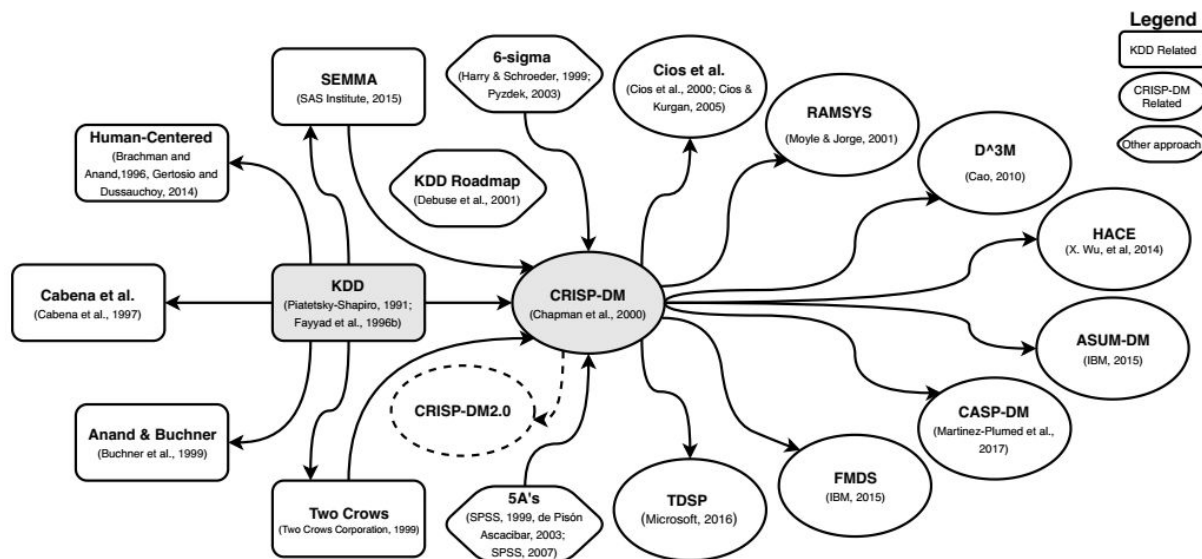 Legend
KDD Related
CRISP-DM
Related
Other approach
6-sigma
(Harry & Schroeder, 1999;
Pyzdek, 2003)
SEMMA
(SAS Institute, 2015)
Cios et al.
(Cios et al., 2000; Cios &
Kurgan, 2005)
RAMSYS
(Moyle & Jorge, 2001)
Human-Centered
(Brachman and
Anand,1996, Gertosio and
Dussauchoy, 2014)
KDD Roadmap
(Debuse et al., 2001)
D^3M
(Cao, 2010)
HACE
(X. Wu, et al, 2014)
Cabena et al.
(Cabena et al., 1997)
KDD
(Piatetsky-Shapiro, 1991;
Fayyad et al., 1996b)
CRISP-DM
(Chapman et al., 2000)
ASUM-DM
(IBM, 2015)
CRISP-DM2.0
CASP-DM
(Martinez-Plumed et al.,
2017)
Anand & Buchner
(Buchner et al., 1999)
Two Crows
(Two Crows Corporation, 1999)
5A's
(SPSS, 1999, de Pisón
Ascacibar, 2003;
SPSS, 2007)
TDSP
(Microsoft, 2016)
FMDS
(IBM, 2015)